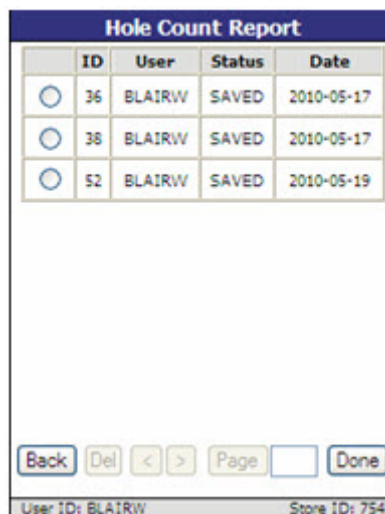 Hole Count Report
ID User Status Date
36 BLAIRW SAVED 2010-05-17
38 BLAIRW SAVED 2010-05-17
52 BLAIRW SAVED 2010-05-19
Back Del < > Page Done
User ID: BLAIRW Store ID: 754